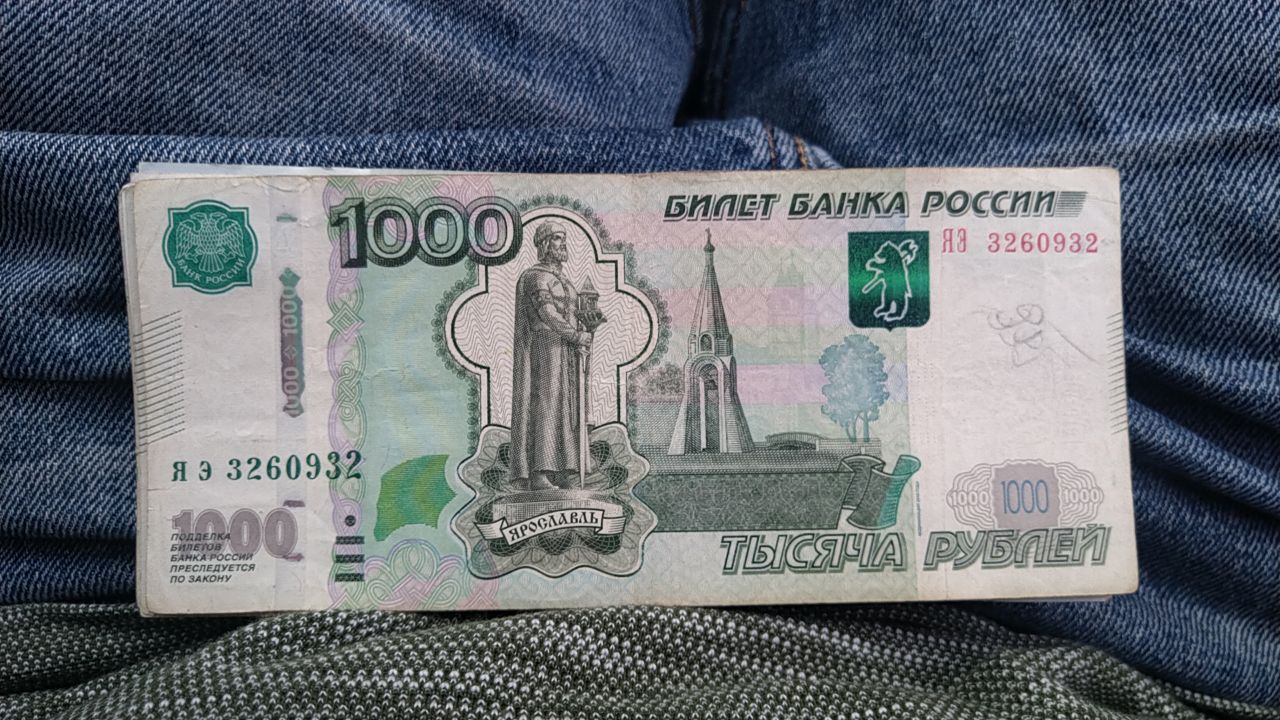 1000
БИЛЕТ БАНКА РОССИИ
БАНК РОССИИ
ЯЭ 3260932
1000 1000
Я Э 3260932
ЯРОСЛАВЛЬ
1000
ПОДДЕЛКА
БИЛЕТОВ
БАНКА РОССИИ
ПРЕСЛЕДУЕТСЯ
ПО ЗАКОНУ
1000 1000 1000
ТЫСЯЧА РУБЛЕЙ